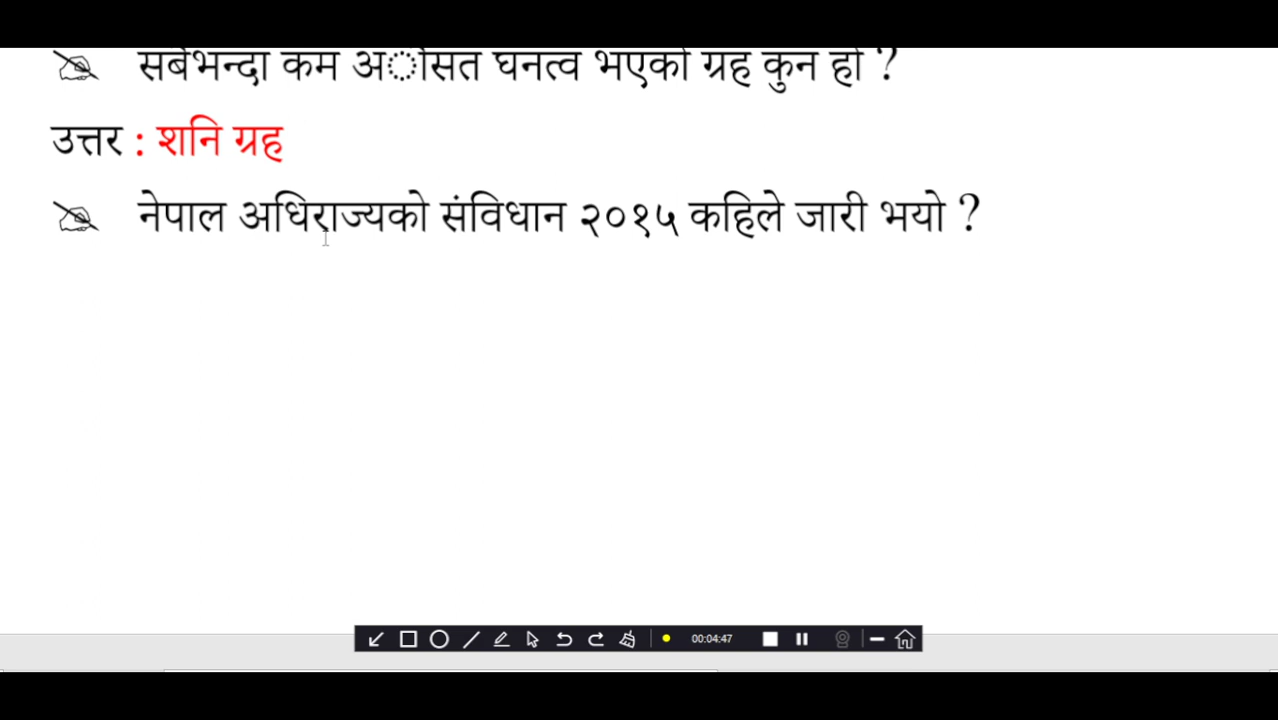 सबैभन्दा कम अौसत घनत्व भएको ग्रह कुन हो ?
उत्तर : शनि ग्रह
नेपाल अधिराज्यको संविधान २०१५ कहिले जारी भयो ?
00:04:47